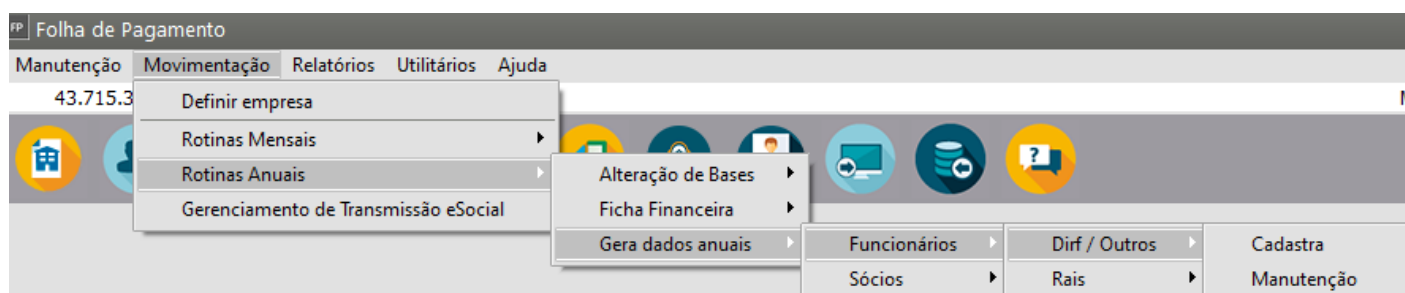 FP Folha de Pagamento
Manutenção Movimentação Relatórios Utilitários Ajuda
43.715.3
Definir empresa
Rotinas Mensais
Rotinas Anuais
Gerenciamento de Transmissão eSocial
Alteração de Bases
Ficha Financeira
Gera dados anuais
Funcionários
Sócios
Dirf / Outros
Rais
Cadastra
Manutenção